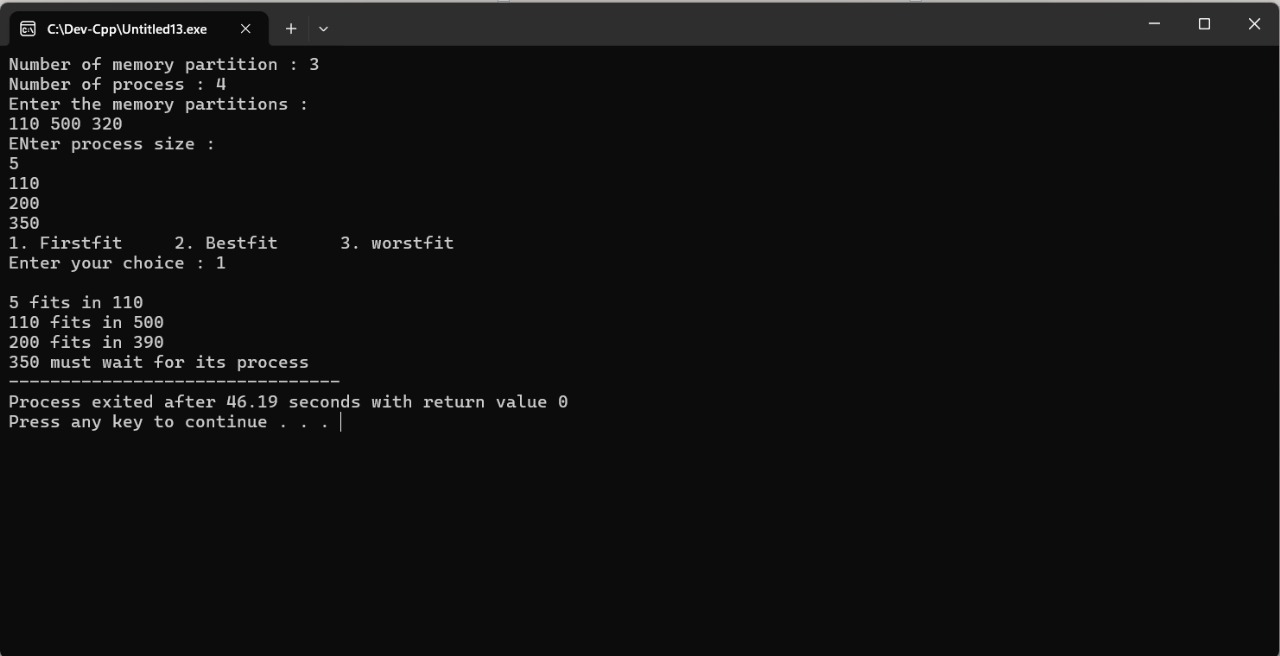 C:\Dev-Cpp\Untitled13.exe
Number of memory partition : 3
Number of process : 4
Enter the memory partitions :
110 500 320
ENter process size :
5
110
200
350
1. Firstfit     2. Bestfit      3. worstfit
Enter your choice : 1
5 fits in 110
110 fits in 500
200 fits in 390
350 must wait for its process
--------------------------------
Process exited after 46.19 seconds with return value 0
Press any key to continue . . .